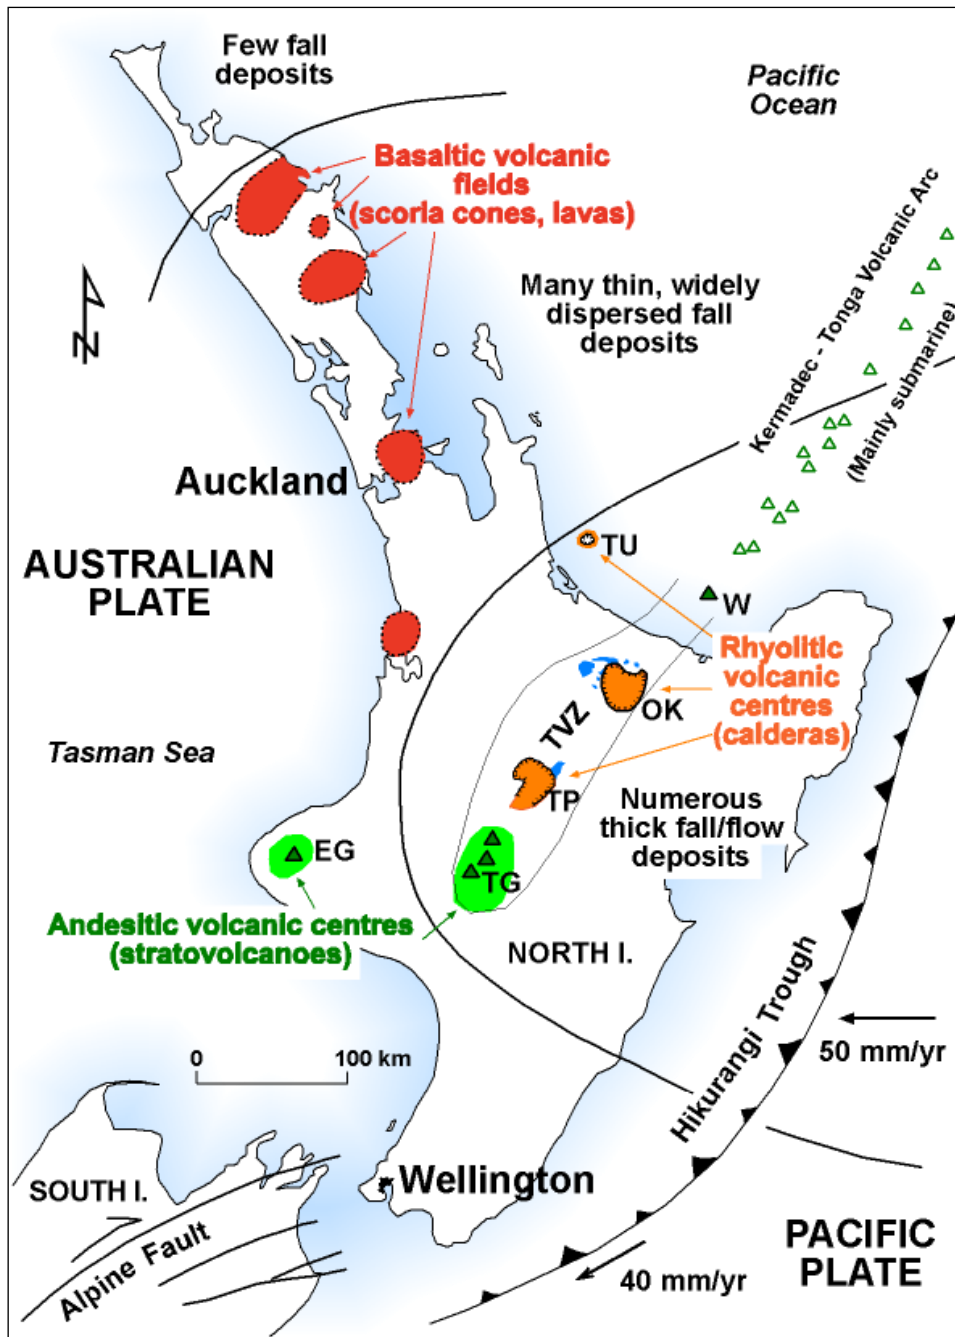 Few fall
deposits
Pacific
Ocean
Basaltic volcanic
fields
(scoria cones, lavas)
Kermadec - Tonga Volcanic Arc
(Mainly submarine)
N
Many thin, widely
dispersed fall
deposits
Auckland
AUSTRALIAN
PLATE
TU
W
Rhyolitic
volcanic
centres
(calderas)
OK
TVZ
Tasman Sea
TP
Numerous
thick fall/flow
deposits
EG
TG
Andesitic volcanic centres
(stratovolcanoes)
NORTH I.
Hikurangi Trough
50 mm/yr
0 100 km
Wellington
SOUTH I.
Alpine Fault
PACIFIC
PLATE
40 mm/yr